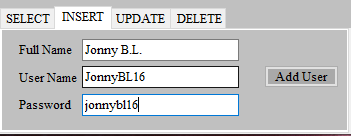 SELECT INSERT UPDATE DELETE
Full Name Jonny B.L.
User Name JonnyBL16 Add User
Password jonnybl16